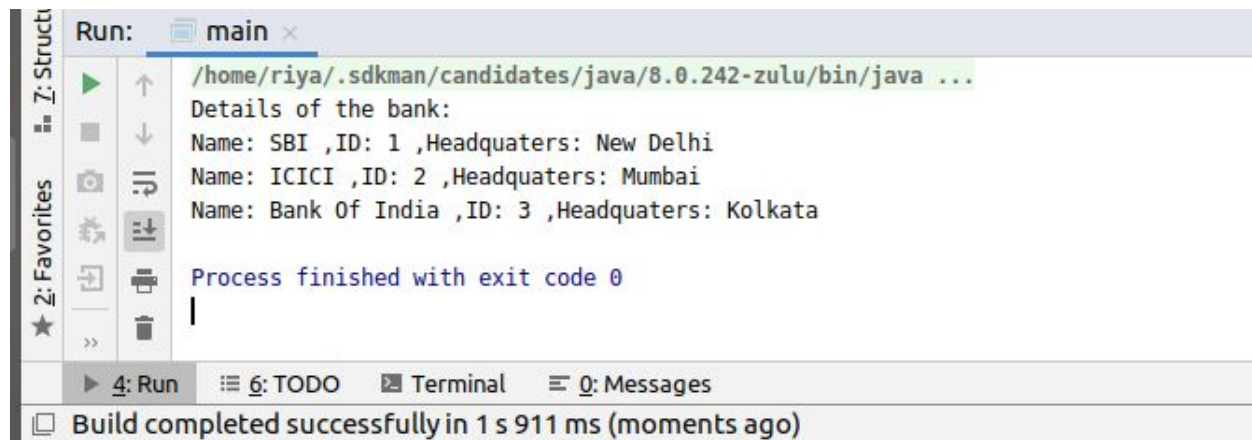 7: Structu
2: Favorites
Run: main ×
/home/riya/.sdkman/candidates/java/8.0.242-zulu/bin/java ...
Details of the bank:
Name: SBI ,ID: 1 ,Headquaters: New Delhi
Name: ICICI ,ID: 2 ,Headquaters: Mumbai
Name: Bank Of India ,ID: 3 ,Headquaters: Kolkata
Process finished with exit code 0
»
4: Run 6: TODO Terminal 0: Messages
Build completed successfully in 1 s 911 ms (moments ago)